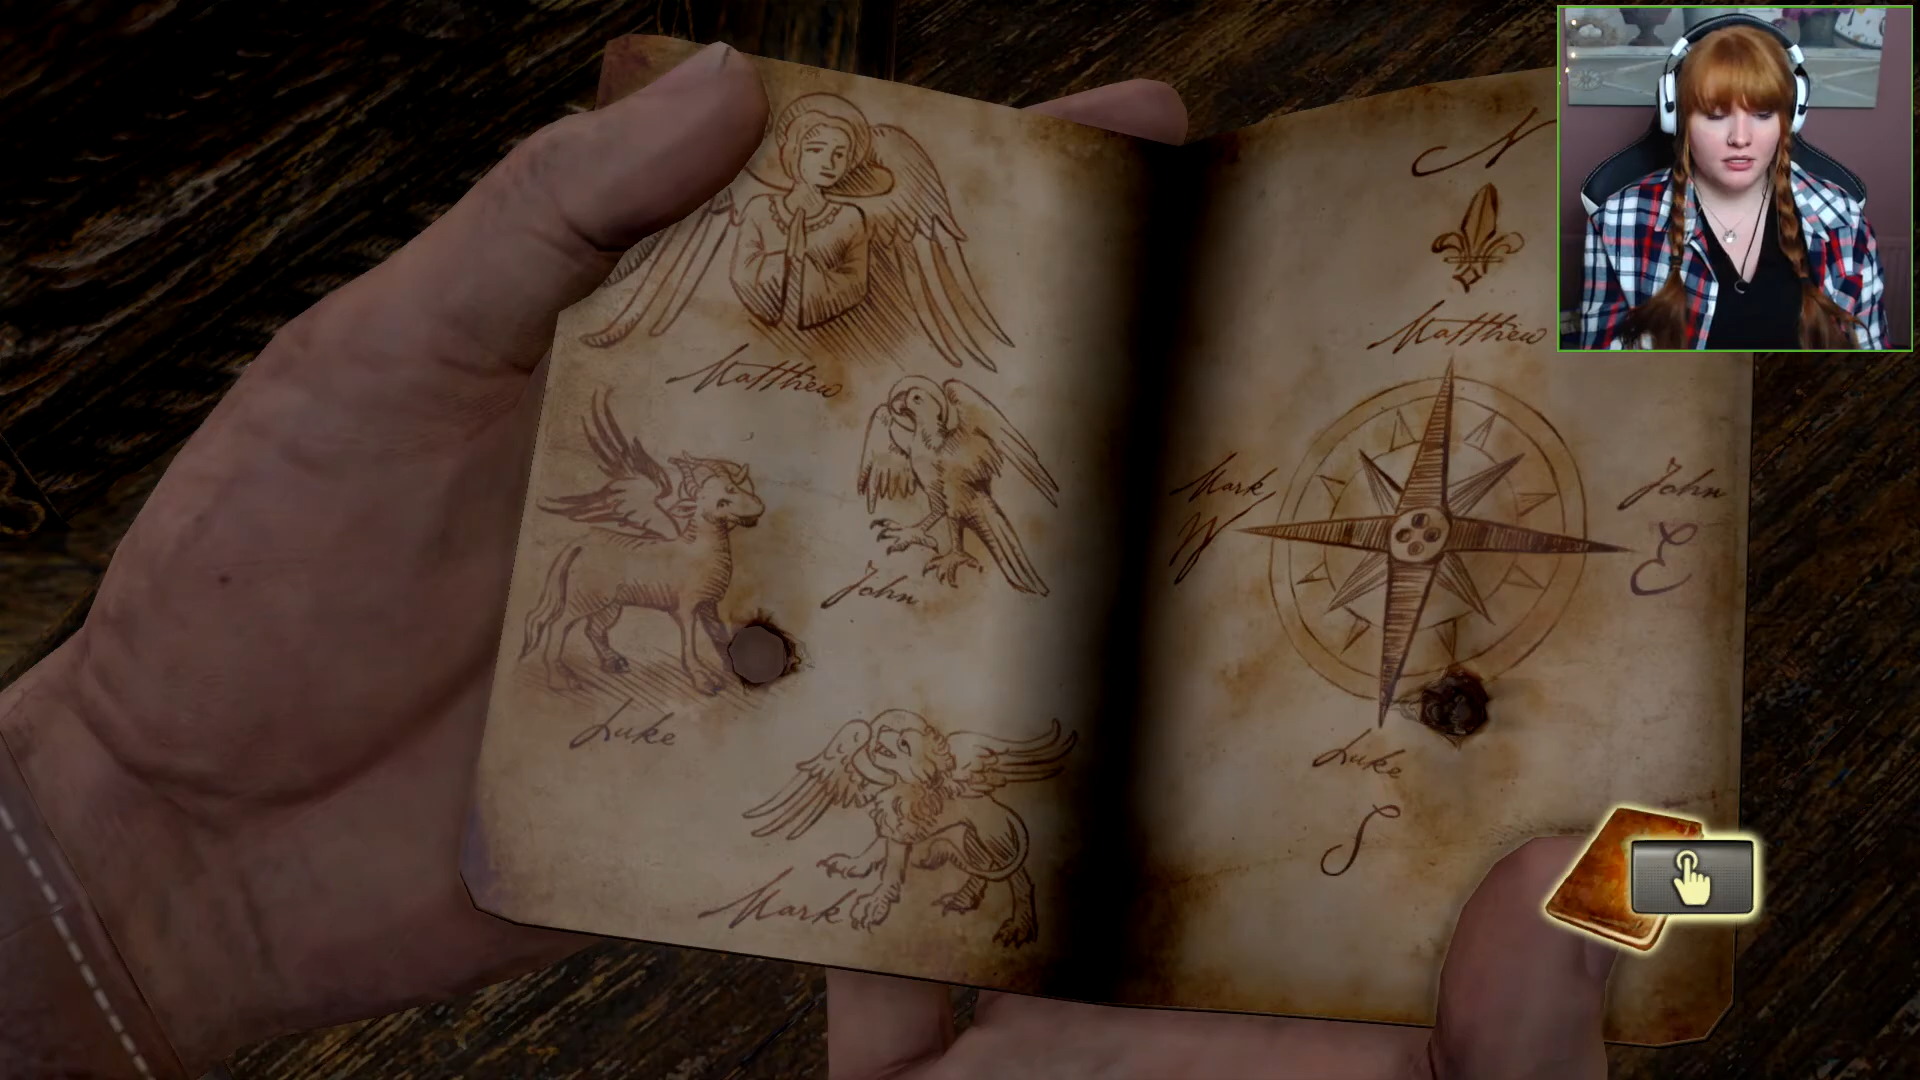 Matthew
John
Luke
Mark
N
Matthew
Mark
W
John
E
Luke
S